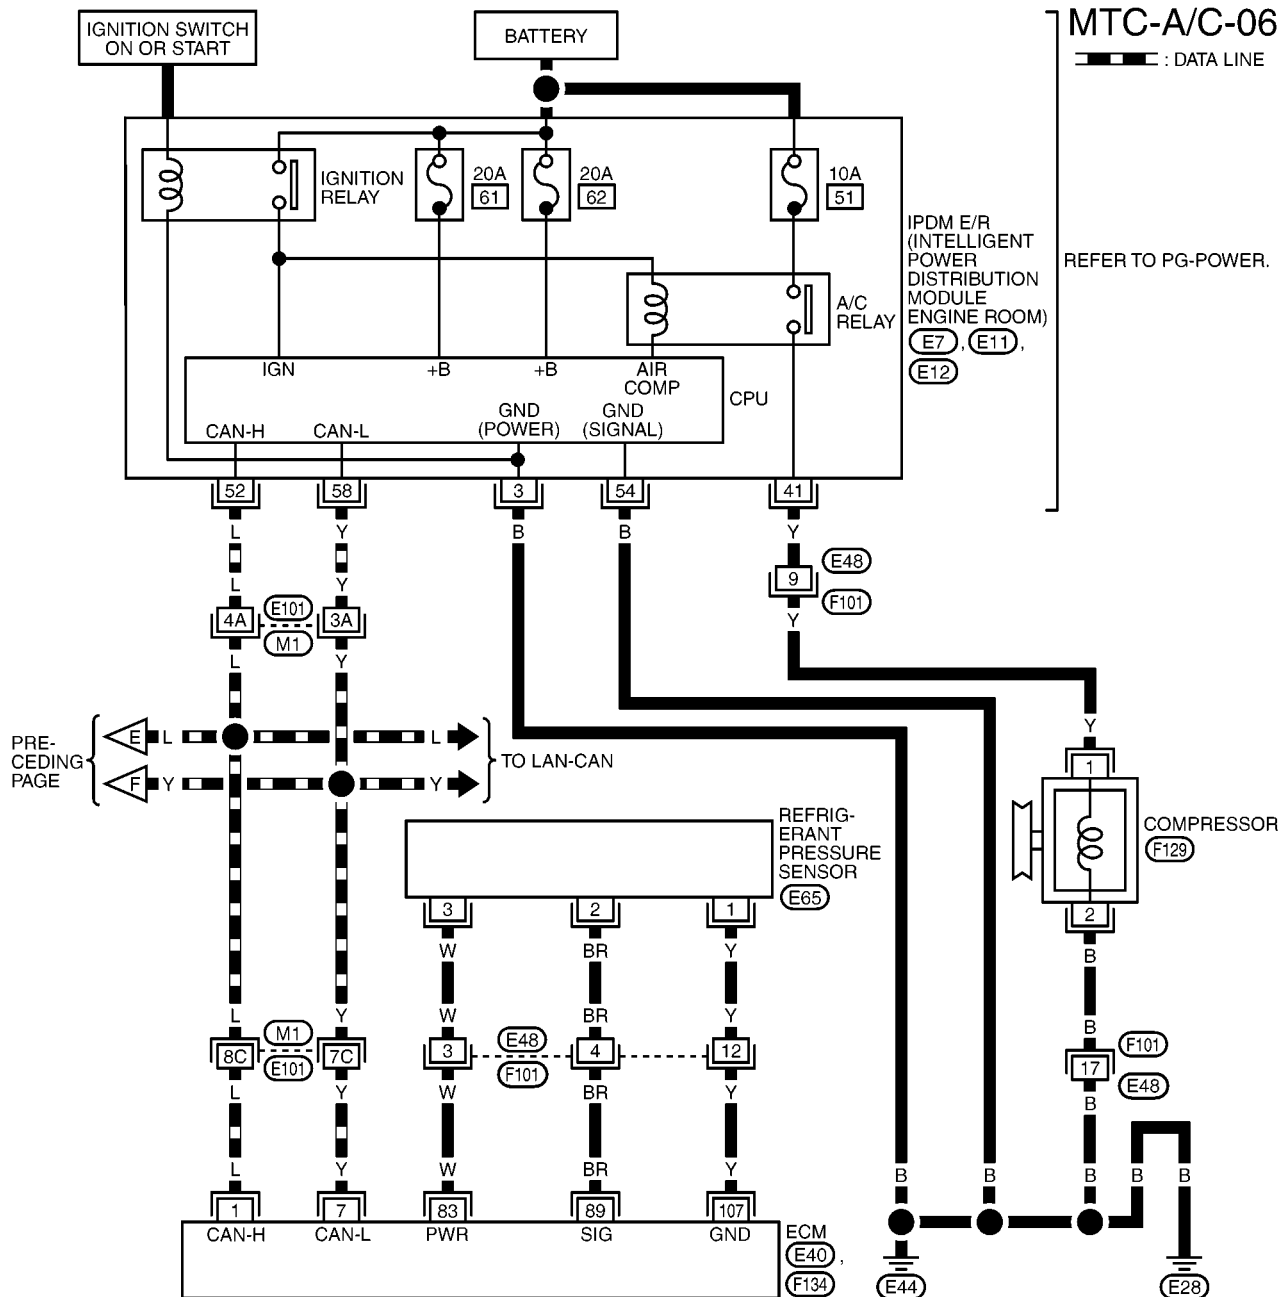 MTC-A/C-06
: DATA LINE
IGNITION SWITCH
ON OR START
BATTERY
IGNITION
RELAY
20A
61
20A
62
10A
51
A/C
RELAY
IPDM E/R
(INTELLIGENT
POWER
DISTRIBUTION
MODULE
ENGINE ROOM)
E7 , E11 ,
E12
REFER TO PG-POWER.
IGN
+B
+B
AIR
COMP
CPU
CAN-H
CAN-L
GND
(POWER)
GND
(SIGNAL)
52
58
3
54
41
L
Y
B
B
Y
9
E48
F101
L
Y
Y
4A
E101
M1
3A
L
Y
PRE-
CEDING
PAGE
E
L
L
F
Y
Y
TO LAN-CAN
Y
1
COMPRESSOR
F129
2
B
REFRIG-
ERANT
PRESSURE
SENSOR
E65
3
2
1
W
BR
Y
L
Y
W
BR
Y
B
8C
M1
E101
7C
3
E48
F101
4
12
17
F101
E48
L
Y
W
BR
Y
B
L
Y
W
BR
Y
B
B
B
B
B
1
7
83
89
107
CAN-H
CAN-L
PWR
SIG
GND
ECM
E40 ,
F134
E44
E28